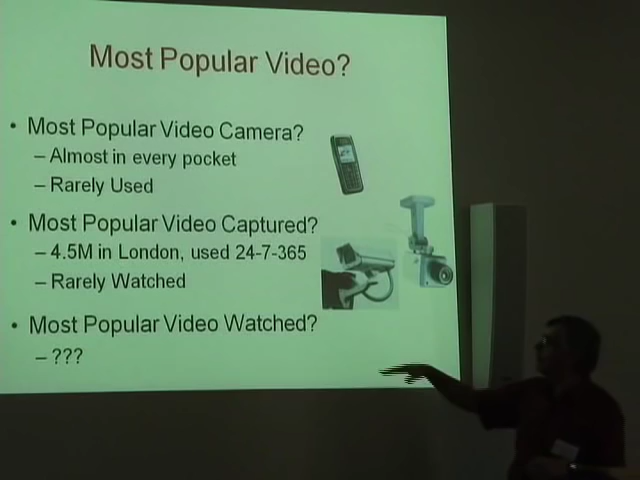 Most Popular Video?
• Most Popular Video Camera?
– Almost in every pocket
– Rarely Used
• Most Popular Video Captured?
– 4.5M in London, used 24-7-365
– Rarely Watched
• Most Popular Video Watched?
– ???